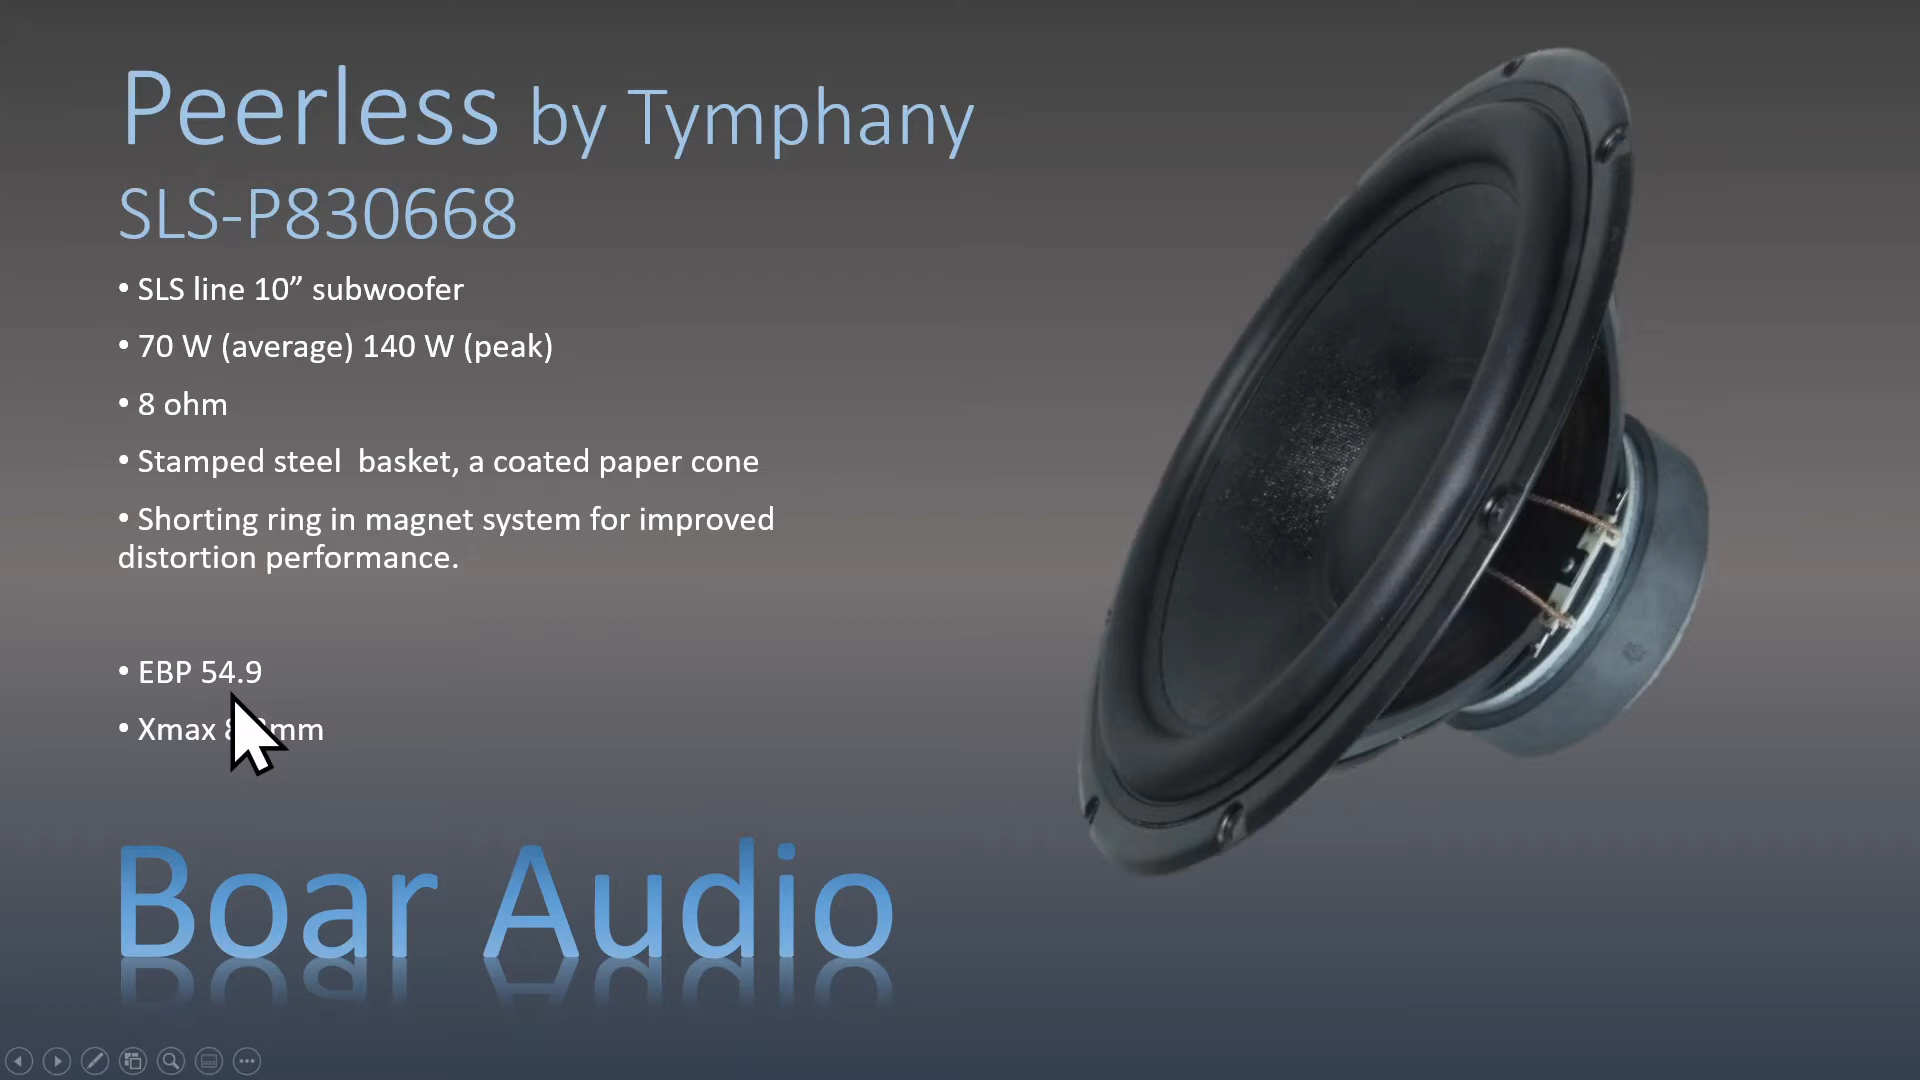 Peerless by Tymphany
SLS-P830668
• SLS line 10” subwoofer
• 70 W (average) 140 W (peak)
• 8 ohm
• Stamped steel  basket, a coated paper cone
• Shorting ring in magnet system for improved
distortion performance.
• EBP 54.9
• Xmax
Boar Audio